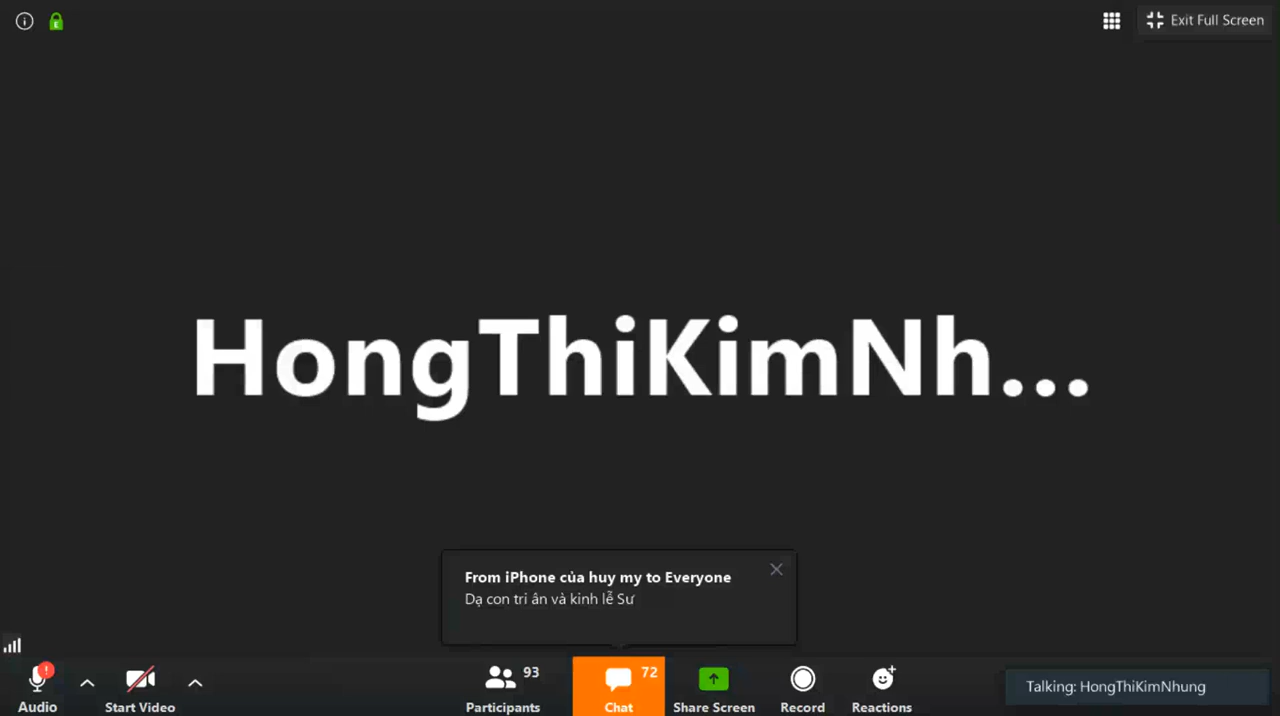 Exit Full Screen
HongThiKimNh...
From iPhone của huy my to Everyone
Dạ con tri ân và kinh lễ Sư
93
72
Audio
Start Video
Participants
Chat
Share Screen
Record
Reactions
Talking: HongThiKimNhung